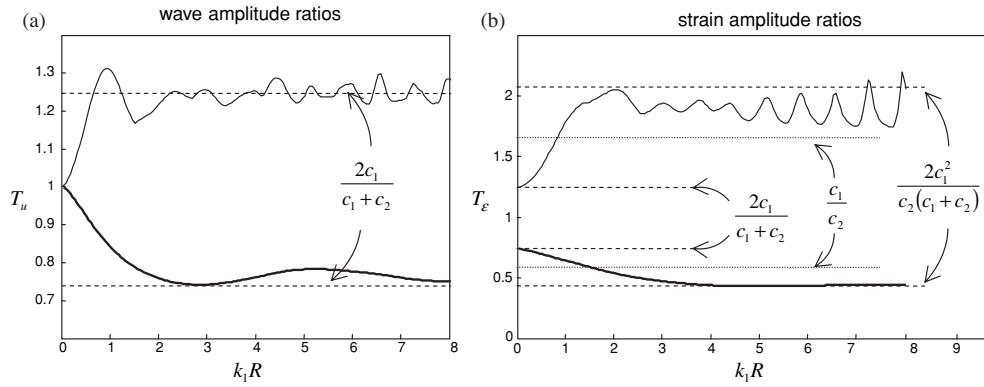 (a)
wave amplitude ratios
1.3
1.2
1.1
1
0.9
0.8
0.7
T_u
0 1 2 3 4 5 6 7 8
k_1R
2c_1
c_1 + c_2
(b)
strain amplitude ratios
2
1.5
1
0.5
2
T_ε
0 1 2 3 4 5 6 7 8 9
k_1R
2c_1
c_1 + c_2
c_1
c_2
2c_1^2
c_2(c_1 + c_2)